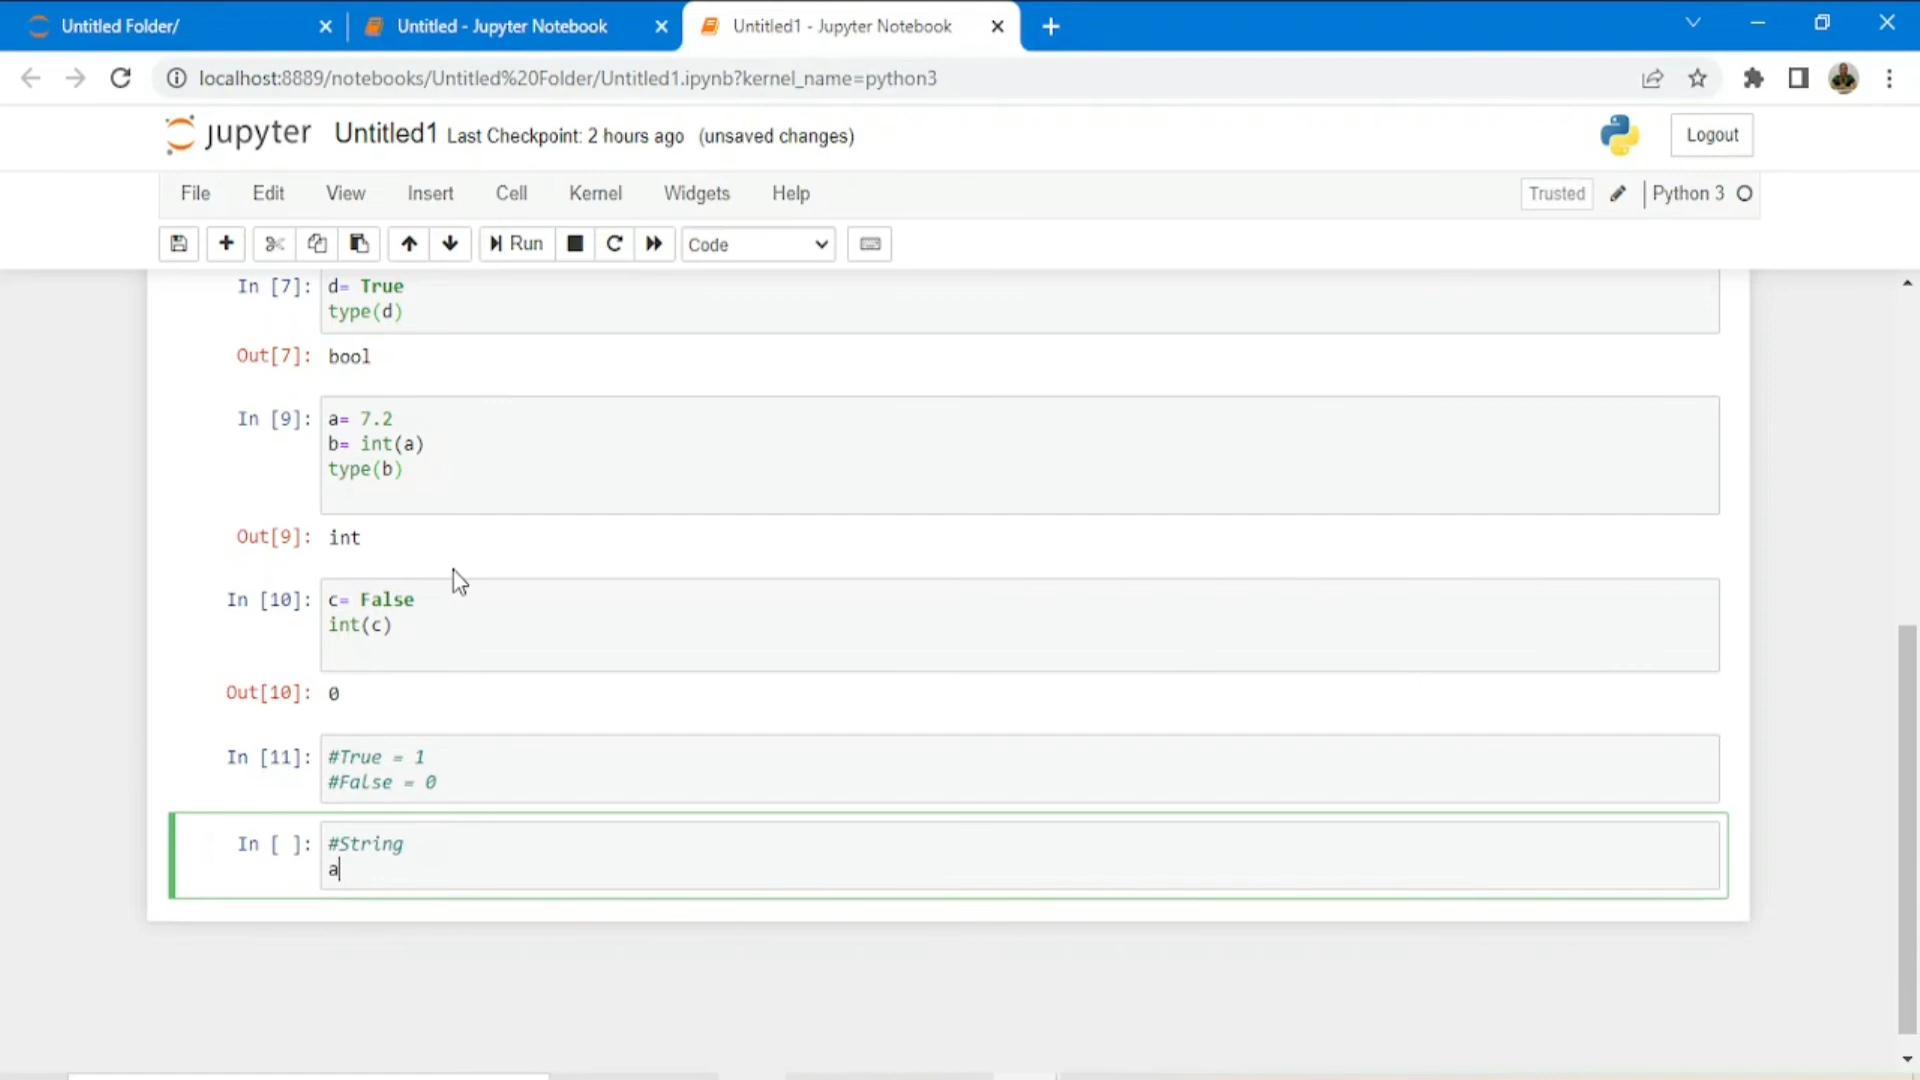 Untitled Folder/
Untitled - Jupyter Notebook
Untitled1 - Jupyter Notebook
localhost:8889/notebooks/Untitled%20Folder/Untitled1.ipynb?kernel_name=python3
jupyter Untitled1 Last Checkpoint: 2 hours ago (unsaved changes)
Logout
File Edit View Insert Cell Kernel Widgets Help
Trusted
Python 3
Run
Code
In [7]: d= True
type(d)
Out[7]: bool
In [9]: a= 7.2
b= int(a)
type(b)
Out[9]: int
In [10]: c= False
int(c)
Out[10]: 0
In [11]: #True = 1
#False = 0
In [ ]: #String
a